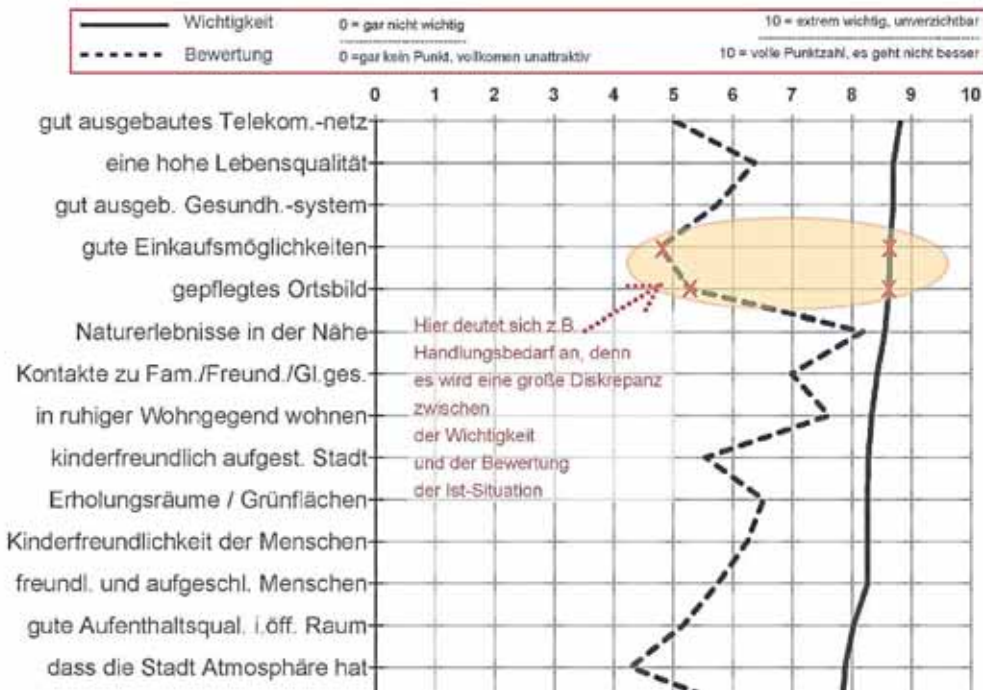 Wichtigkeit 0 = gar nicht wichtig 10 = extrem wichtig, unverzichtbar
Bewertung 0 =gar kein Punkt, vollkomen unattraktiv 10 = volle Punktzahl, es geht nicht besser
0 1 2 3 4 5 6 7 8 9 10
gut ausgebautes Telekom.-netz
eine hohe Lebensqualität
gut ausgeb. Gesundh.-system
gute Einkaufsmöglichkeiten
gepflegtes Ortsbild
Naturerlebnisse in der Nähe
Kontakte zu Fam./Freund./Gl.ges.
in ruhiger Wohngegend wohnen
kinderfreundlich aufgest. Stadt
Erholungsräume / Grünflächen
Kinderfreundlichkeit der Menschen
freundl. und aufgeschl. Menschen
gute Aufenthaltsqual. i.öff. Raum
dass die Stadt Atmosphäre hat
Hier deutet sich z.B.
Handlungsbedarf an, denn
es wird eine große Diskrepanz
zwischen
der Wichtigkeit
und der Bewertung
der Ist-Situation